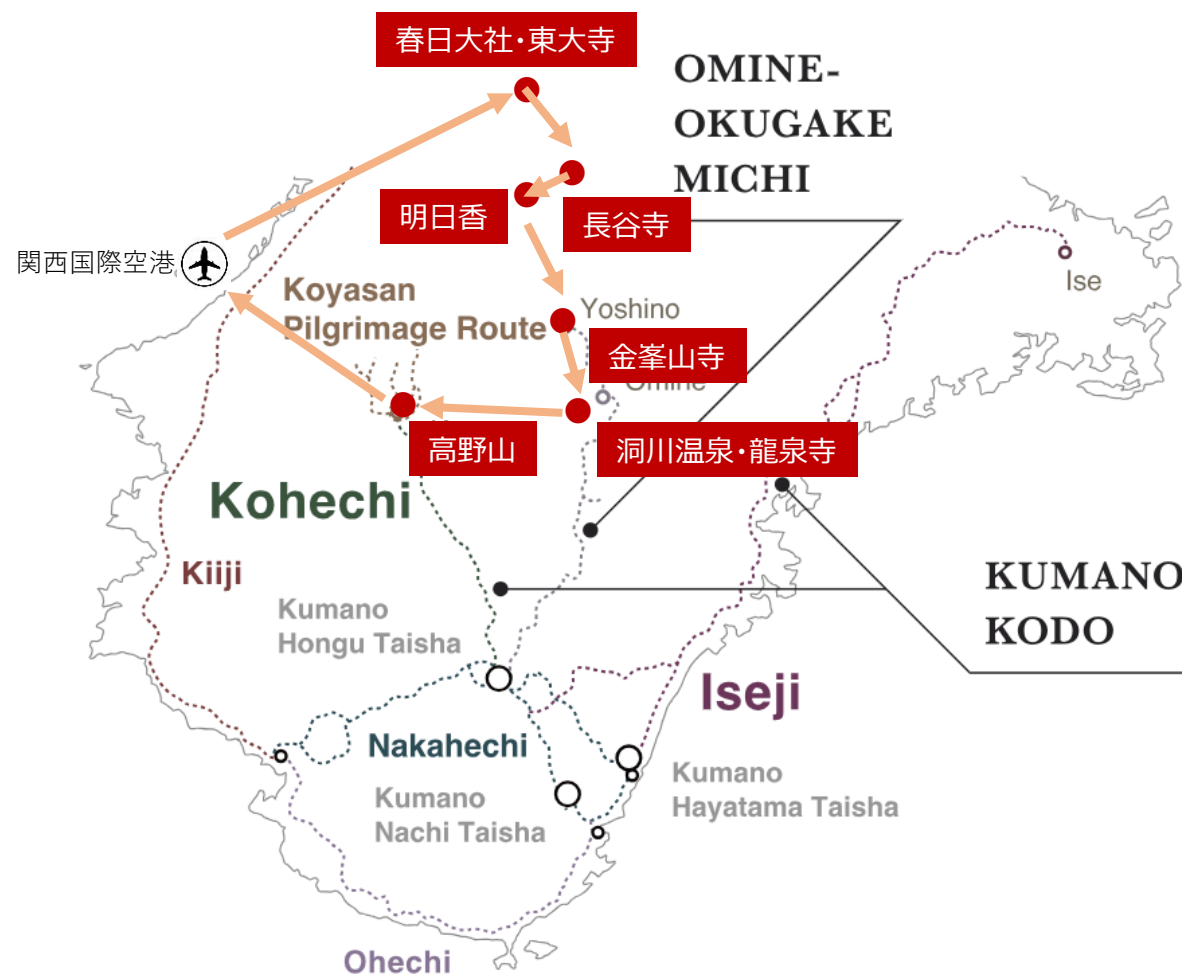 春日大社・東大寺
OMINE-
OKUGAKE
MICHI
明日香
長谷寺
関西国際空港
Koyasan
Pilgrimage Route
Yoshino
Ise
金峯山寺
Omine
高野山
洞川温泉・龍泉寺
Kohechi
Kiiji
KUMANO
KODO
Kumano
Hongu Taisha
Iseji
Nakahechi
Kumano
Hayatama Taisha
Kumano
Nachi Taisha
Ohechi